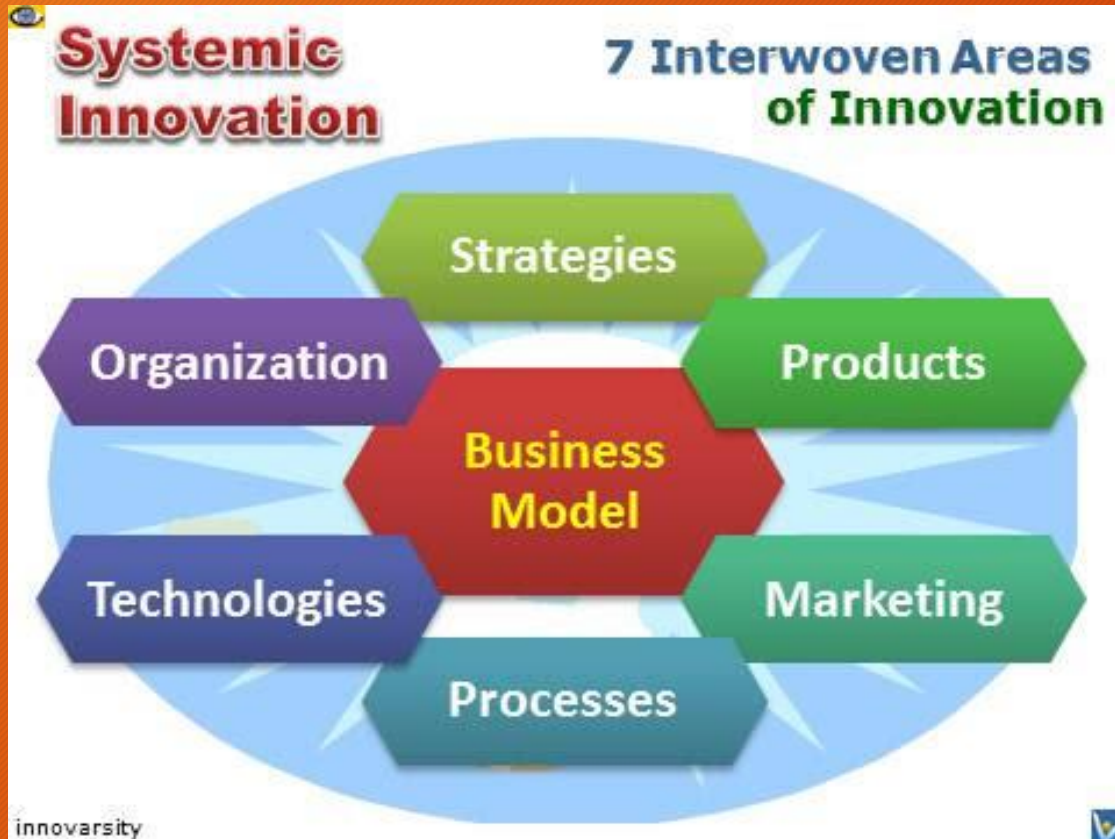 Systemic
Innovation
7 Interwoven Areas
of Innovation
Strategies
Organization
Products
Business
Model
Technologies
Marketing
Processes
innovarsity